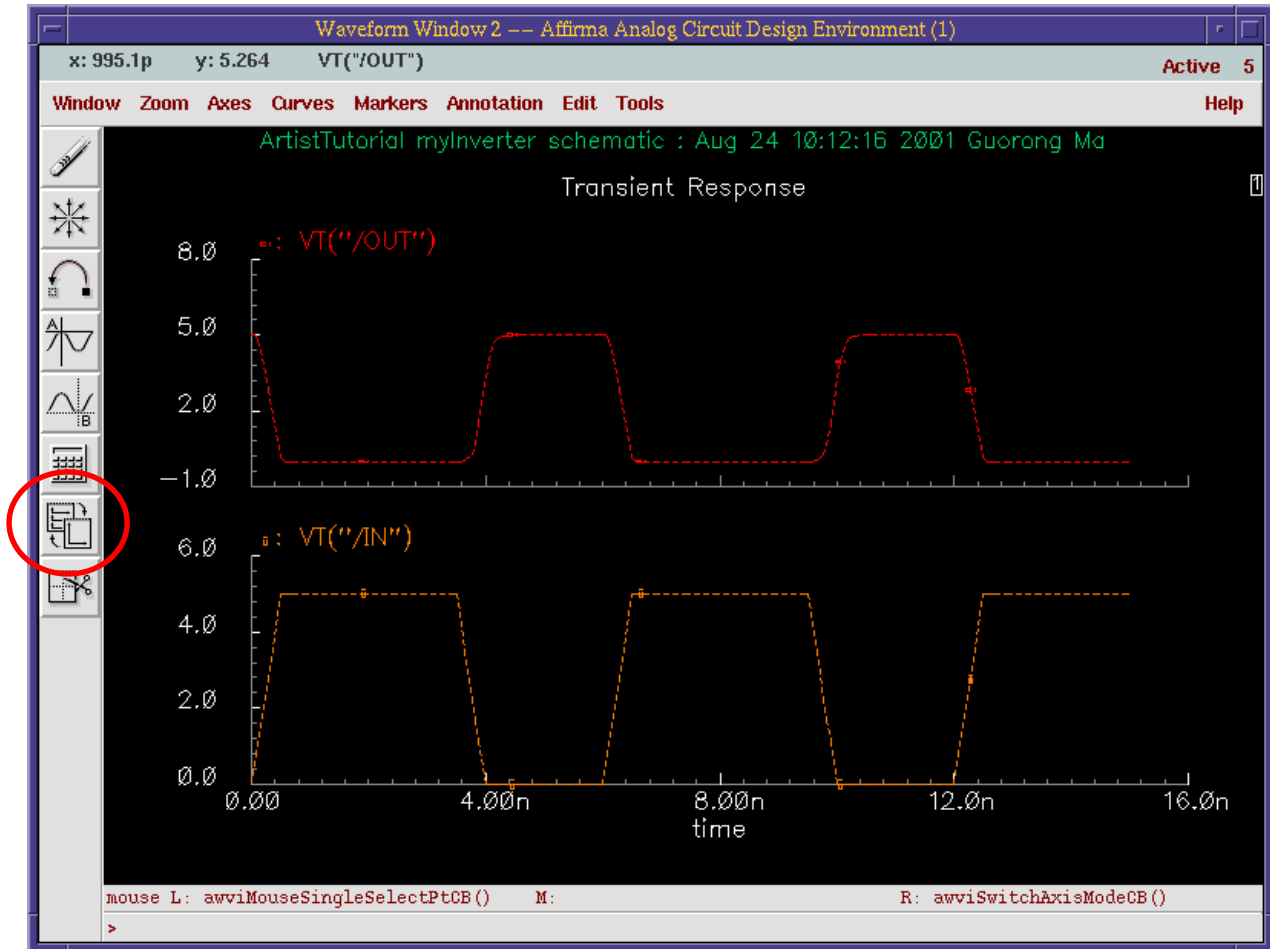 Waveform Window 2 –– Affirma Analog Circuit Design Environment (1)
x: 995.1p y: 5.264 VT("/OUT")
Active 5
Window Zoom Axes Curves Markers Annotation Edit Tools Help
ArtistTutorial myInverter schematic : Aug 24 10:12:16 2001 Guorong Ma
Transient Response
1
: VT("/OUT")
8.0
5.0
2.0
−1.0
: VT("/IN")
6.0
4.0
2.0
0.0
0.00 4.00n 8.00n 12.0n 16.0n
time
A
B
mouse L: awviMouseSingleSelectPtCB() M: R: awviSwitchAxisModeCB()
>